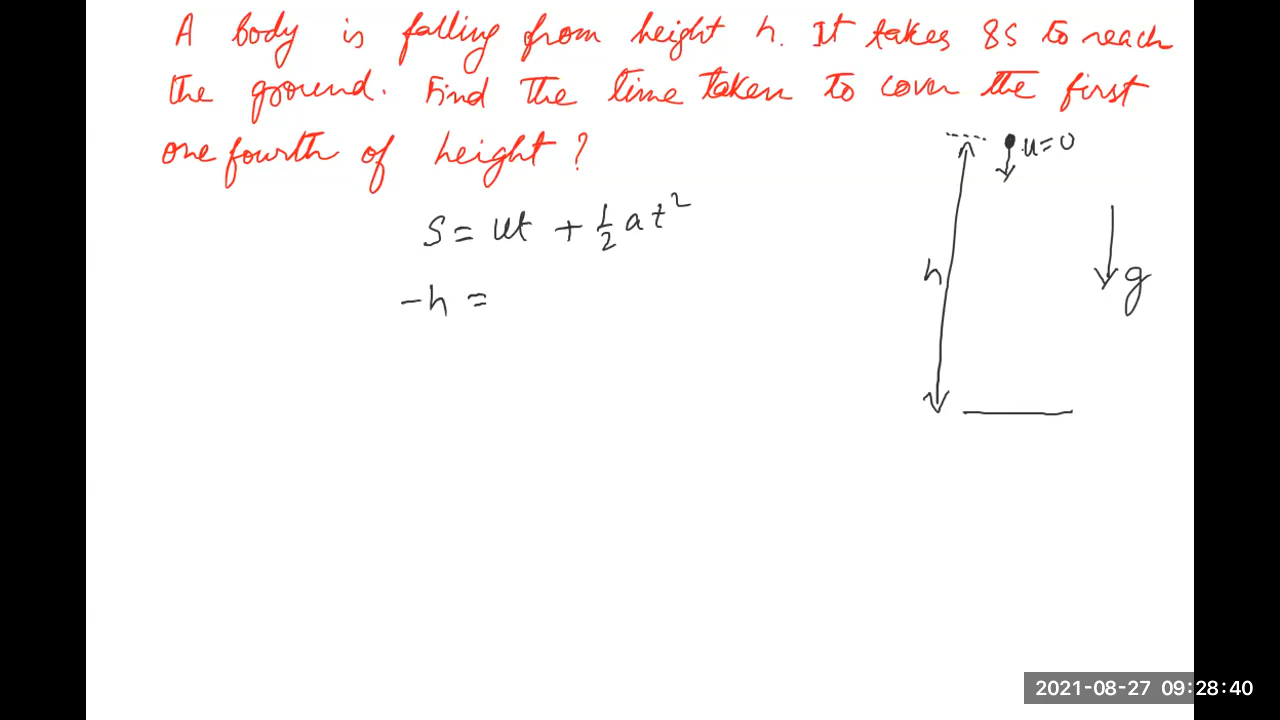 A body is falling from height h. It takes 8s to reach
the ground. Find the time taken to cover the first
one fourth of height?
u=0
S = ut + 1/2 at²
-h =
h
g
2021-08-27 09:28:40